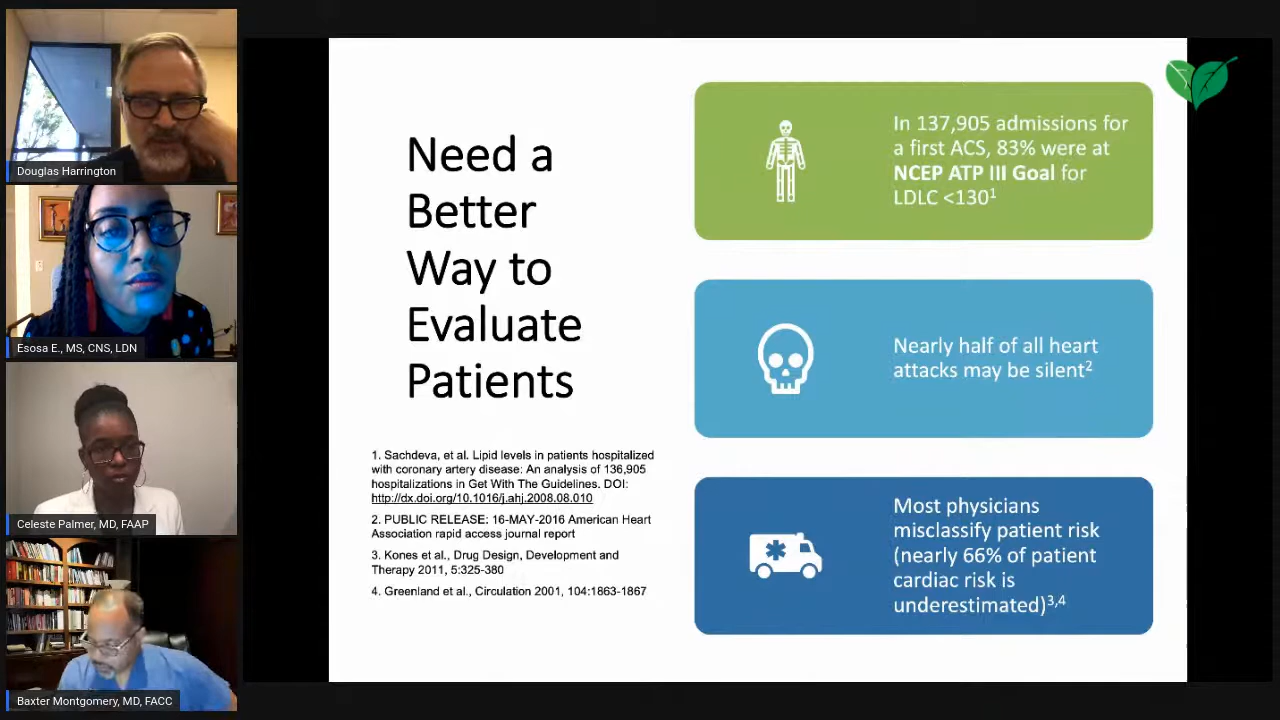 Douglas Harrington
Esosa E., MS, CNS, LDN
Celeste Palmer, MD, FAAP
Baxter Montgomery, MD, FACC
Need a
Better
Way to
Evaluate
Patients
1. Sachdeva, et al. Lipid levels in patients hospitalized
with coronary artery disease: An analysis of 136,905
hospitalizations in Get With The Guidelines. DOI:
http://dx.doi.org/10.1016/j.ahj.2008.08.010
2. PUBLIC RELEASE: 16-MAY-2016 American Heart
Association rapid access journal report
3. Kones et al., Drug Design, Development and
Therapy 2011, 5:325-380
4. Greenland et al., Circulation 2001, 104:1863-1867
In 137,905 admissions for
a first ACS, 83% were at
NCEP ATP III Goal for
LDLC <130¹
Nearly half of all heart
attacks may be silent²
Most physicians
misclassify patient risk
(nearly 66% of patient
cardiac risk is
underestimated)³,⁴